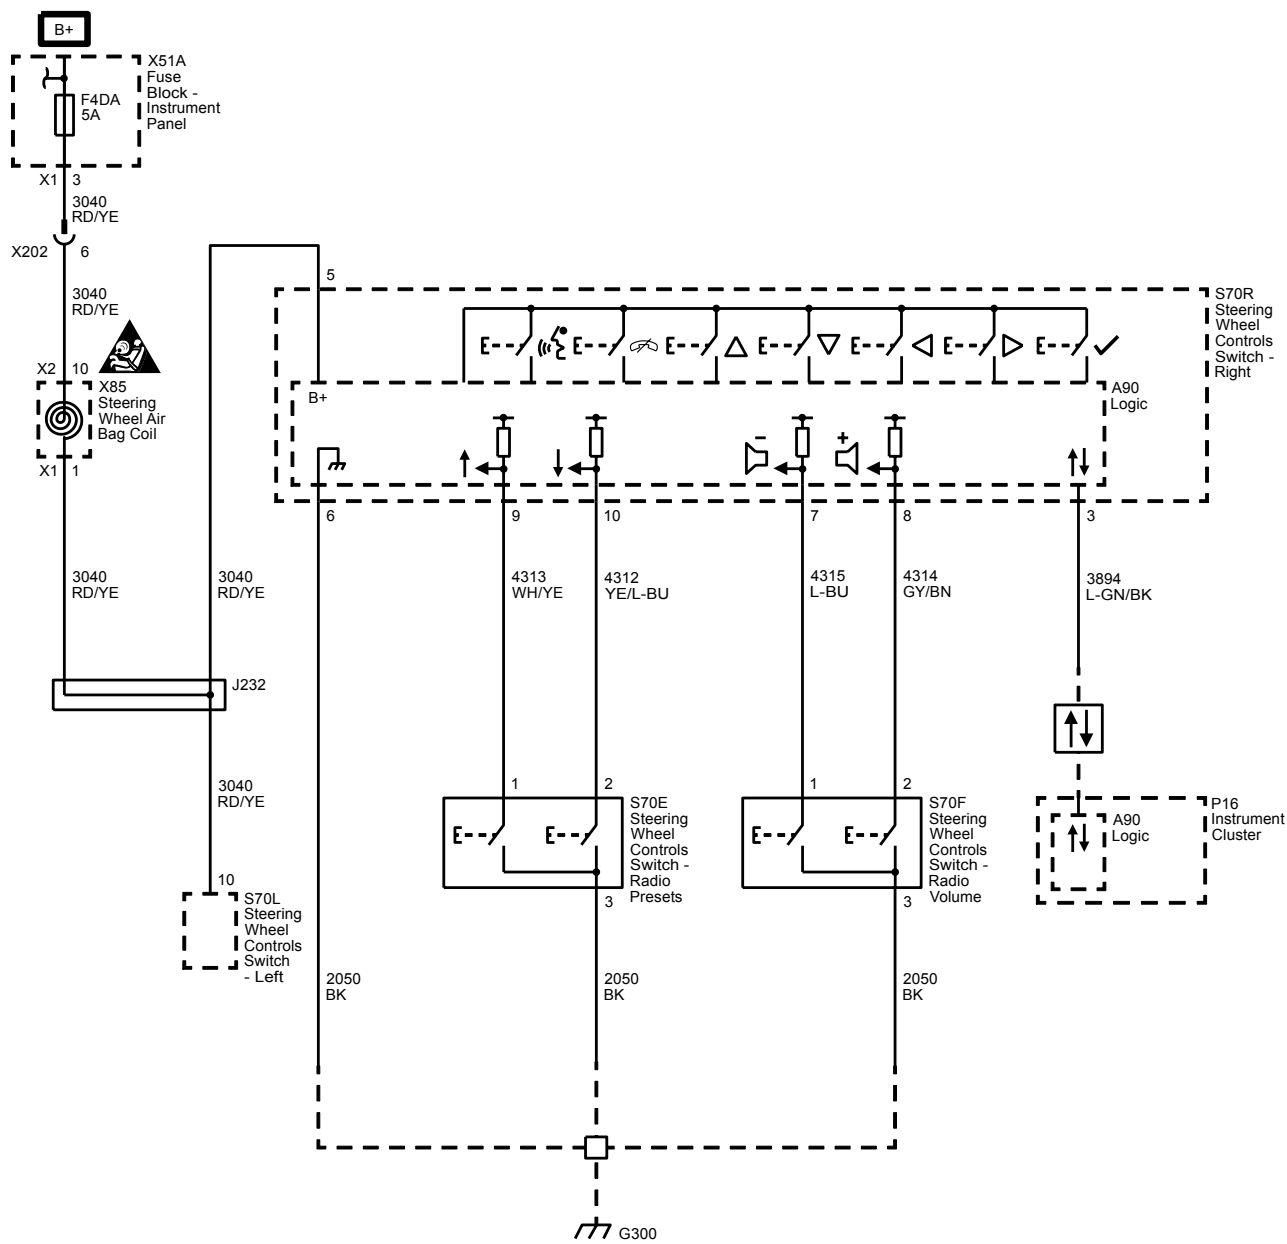 B+
X51A
Fuse
Block -
Instrument
Panel
F4DA
5A
X1 3
3040
RD/YE
X202 6
3040
RD/YE
X2 10
X85
Steering
Wheel Air
Bag Coil
X1 1
5
S70R
Steering
Wheel
Controls
Switch -
Right
B+
A90
Logic
- +
6 9 10 7 8 3
3040
RD/YE
3040
RD/YE
4313
WH/YE
4312
YE/L-BU
4315
L-BU
4314
GY/BN
3894
L-GN/BK
J232
3040
RD/YE
1 2
S70E
Steering
Wheel
Controls
Switch -
Radio
Presets
3
1 2
S70F
Steering
Wheel
Controls
Switch -
Radio
Volume
3
A90
Logic
P16
Instrument
Cluster
10
S70L
Steering
Wheel
Controls
Switch
- Left
2050
BK
2050
BK
2050
BK
G300